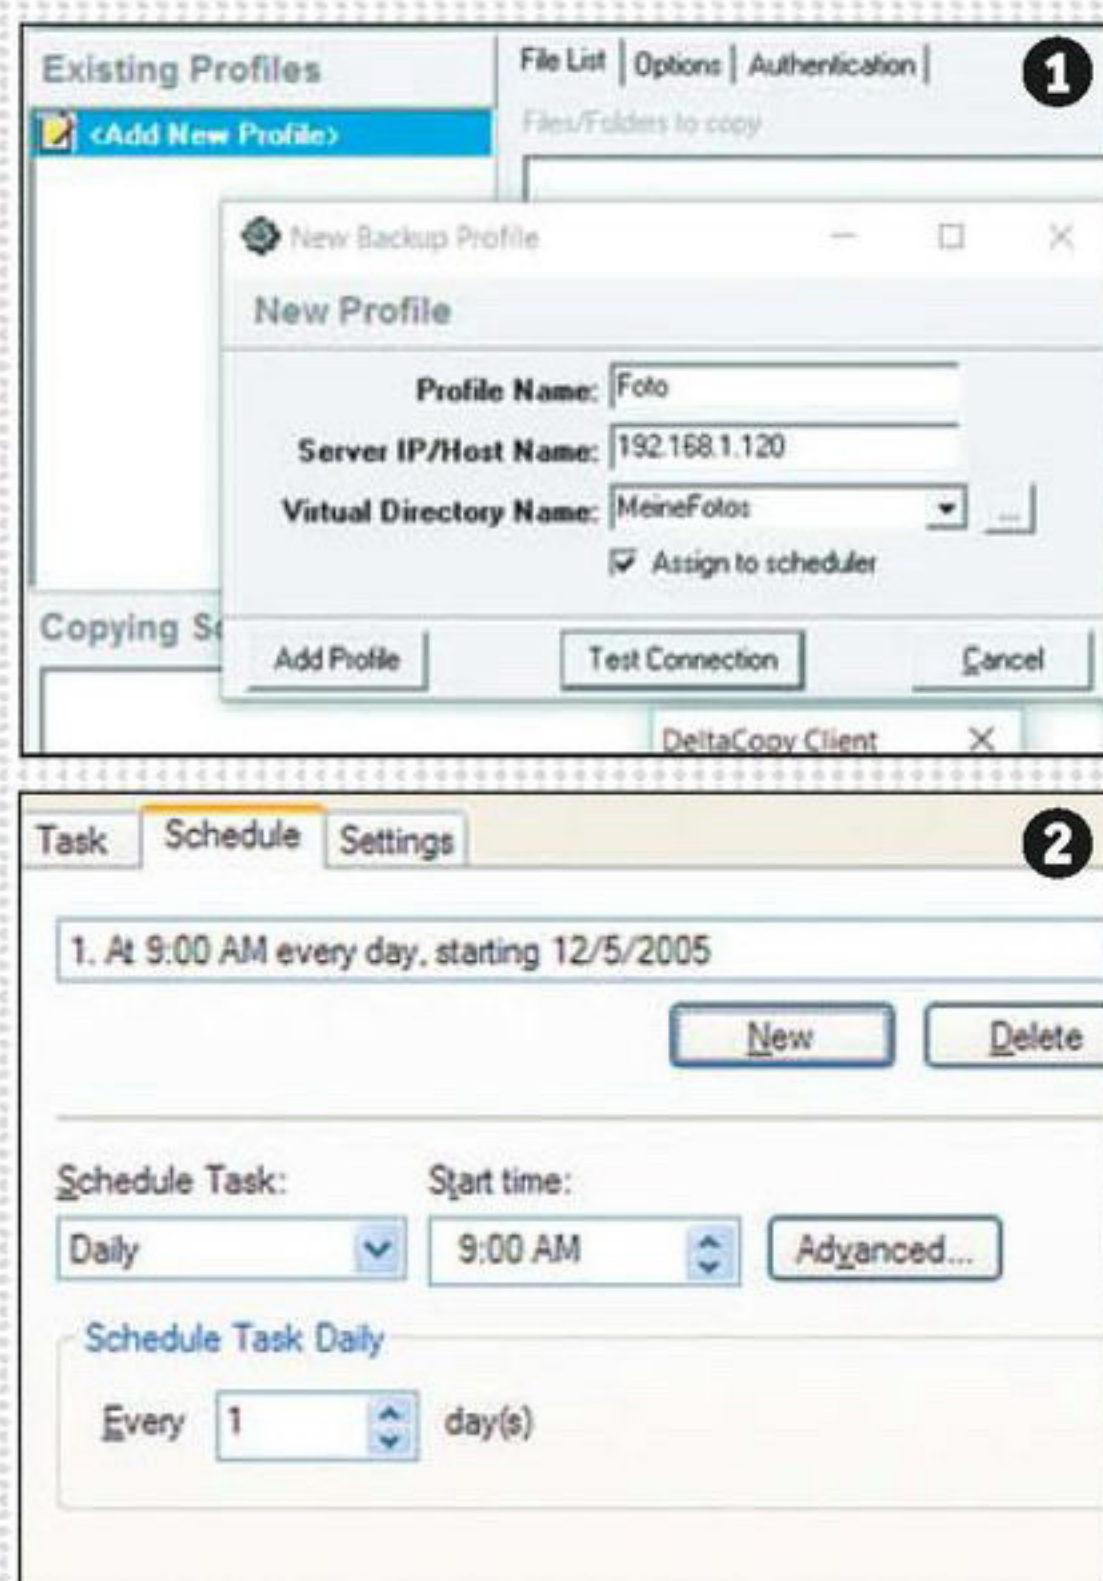 Existing Profiles
File List | Options | Authentication |
1
<Add New Profile>
Files/Folders to copy
New Backup Profile
New Profile
Profile Name: Foto
Server IP/Host Name: 192.168.1.120
Virtual Directory Name: MeineFotos ...
Assign to scheduler
Copying
Add Profile Test Connection Cancel
DeltaCopy Client
Task Schedule Settings
2
1. At 9:00 AM every day, starting 12/5/2005
New Delete
Schedule Task: Start time:
Daily 9:00 AM Advanced...
Schedule Task Daily
Every 1 day(s)